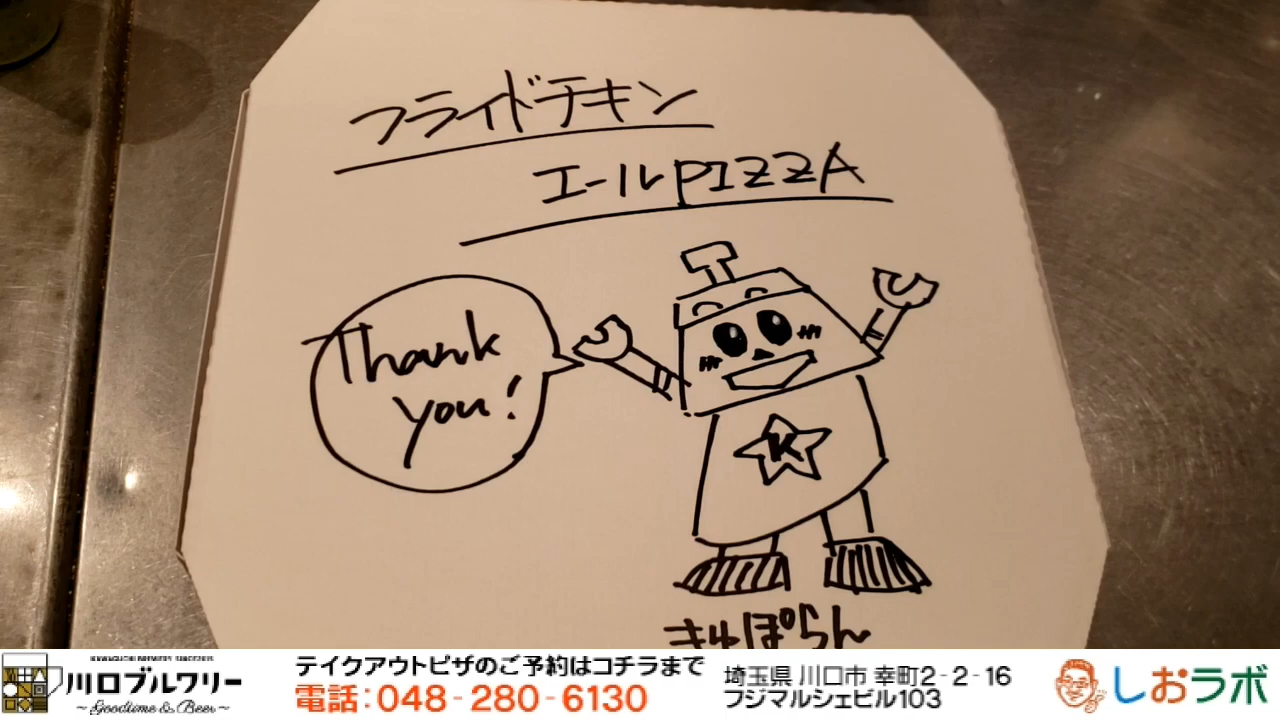 フライドテキン
エールPIZZA
Thank
you!
K
きゅぽらん
川口ブルワリー
～Goodtime & Beer～
テイクアウトピザのご予約はコチラまで
電話：048-280-6130
埼玉県 川口市 幸町2-2-16
フジマルシェビル103
しおラボ